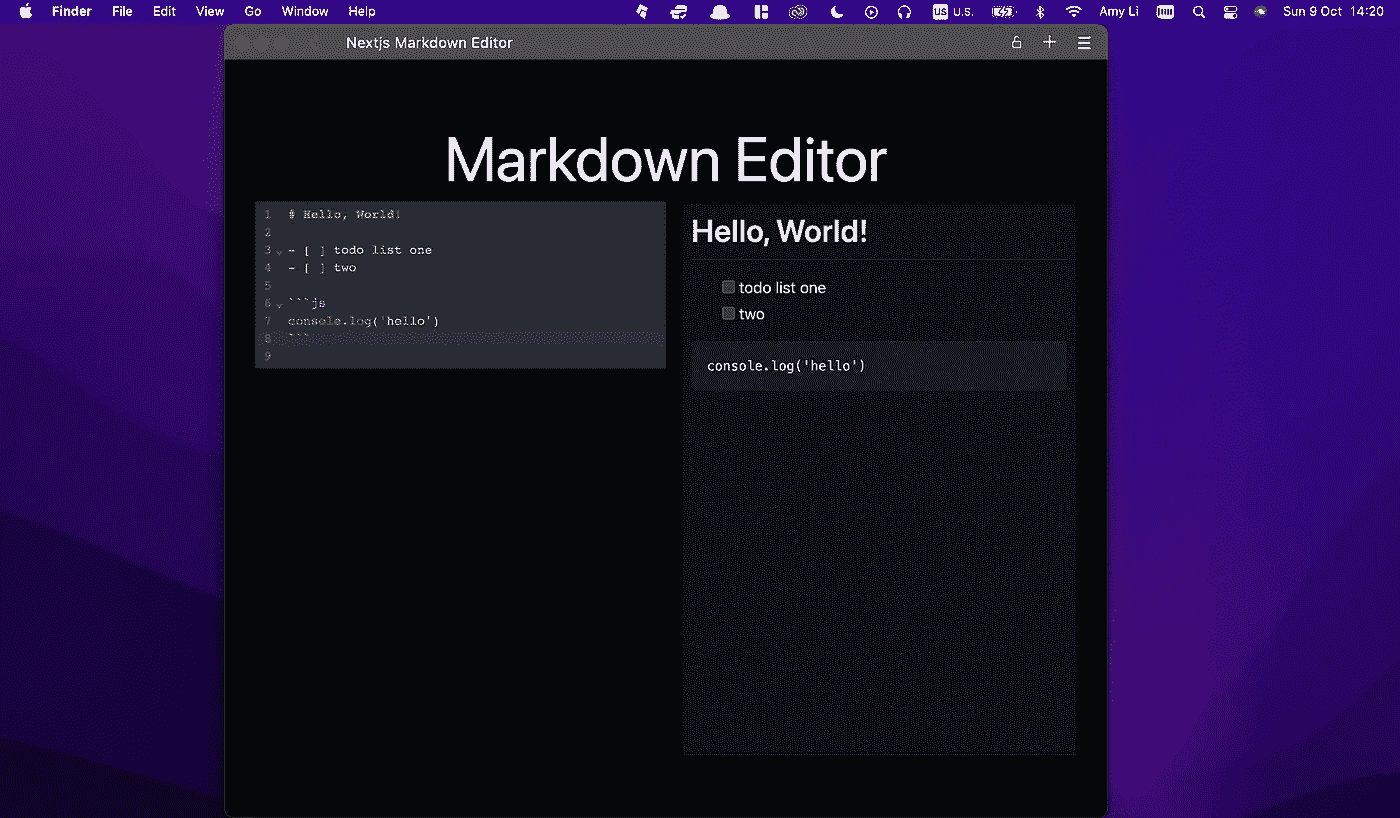 Finder File Edit View Go Window Help US U.S. Amy Li Sun 9 Oct 14:20
Nextjs Markdown Editor
Markdown Editor
1 # Hello, World!
2
3 - [ ] todo list one
4 - [ ] two
5
6 ```js
7 console.log('hello')
8 ```
9
Hello, World!
todo list one
two
console.log('hello')